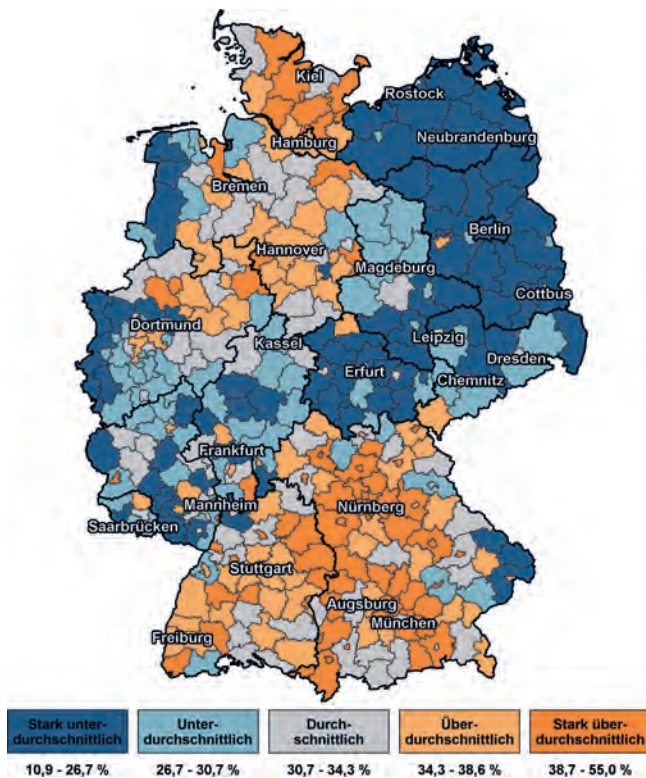 Kiel
Rostock
Neubrandenburg
Hamburg
Bremen
Berlin
Hannover
Magdeburg
Cottbus
Dortmund
Leipzig
Kassel
Dresden
Erfurt
Chemnitz
Frankfurt
Mannheim
Nürnberg
Saarbrücken
Stuttgart
Augsburg
München
Freiburg
Stark unter-
durchschnittlich
Unter-
durchschnittlich
Durch-
schnittlich
Über-
durchschnittlich
Stark über-
durchschnittlich
10,9 - 26,7 %
26,7 - 30,7 %
30,7 - 34,3 %
34,3 - 38,6 %
38,7 - 55,0 %